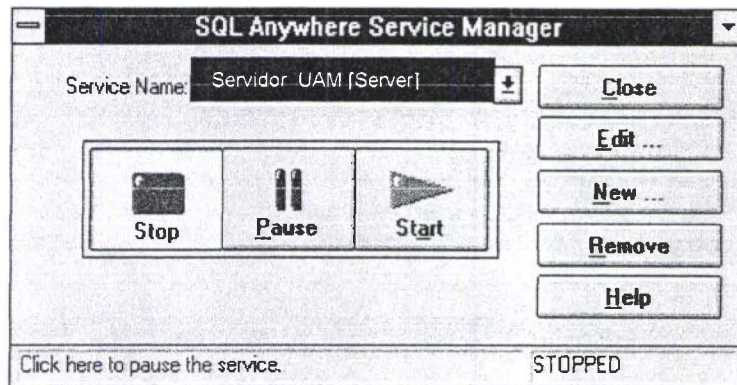 SQL Anywhere Service Manager
Service Name: Servidor UAM [Server]
Close
Edit ...
New ...
Remove
Help
Stop Pause Start
Click here to pause the service. STOPPED